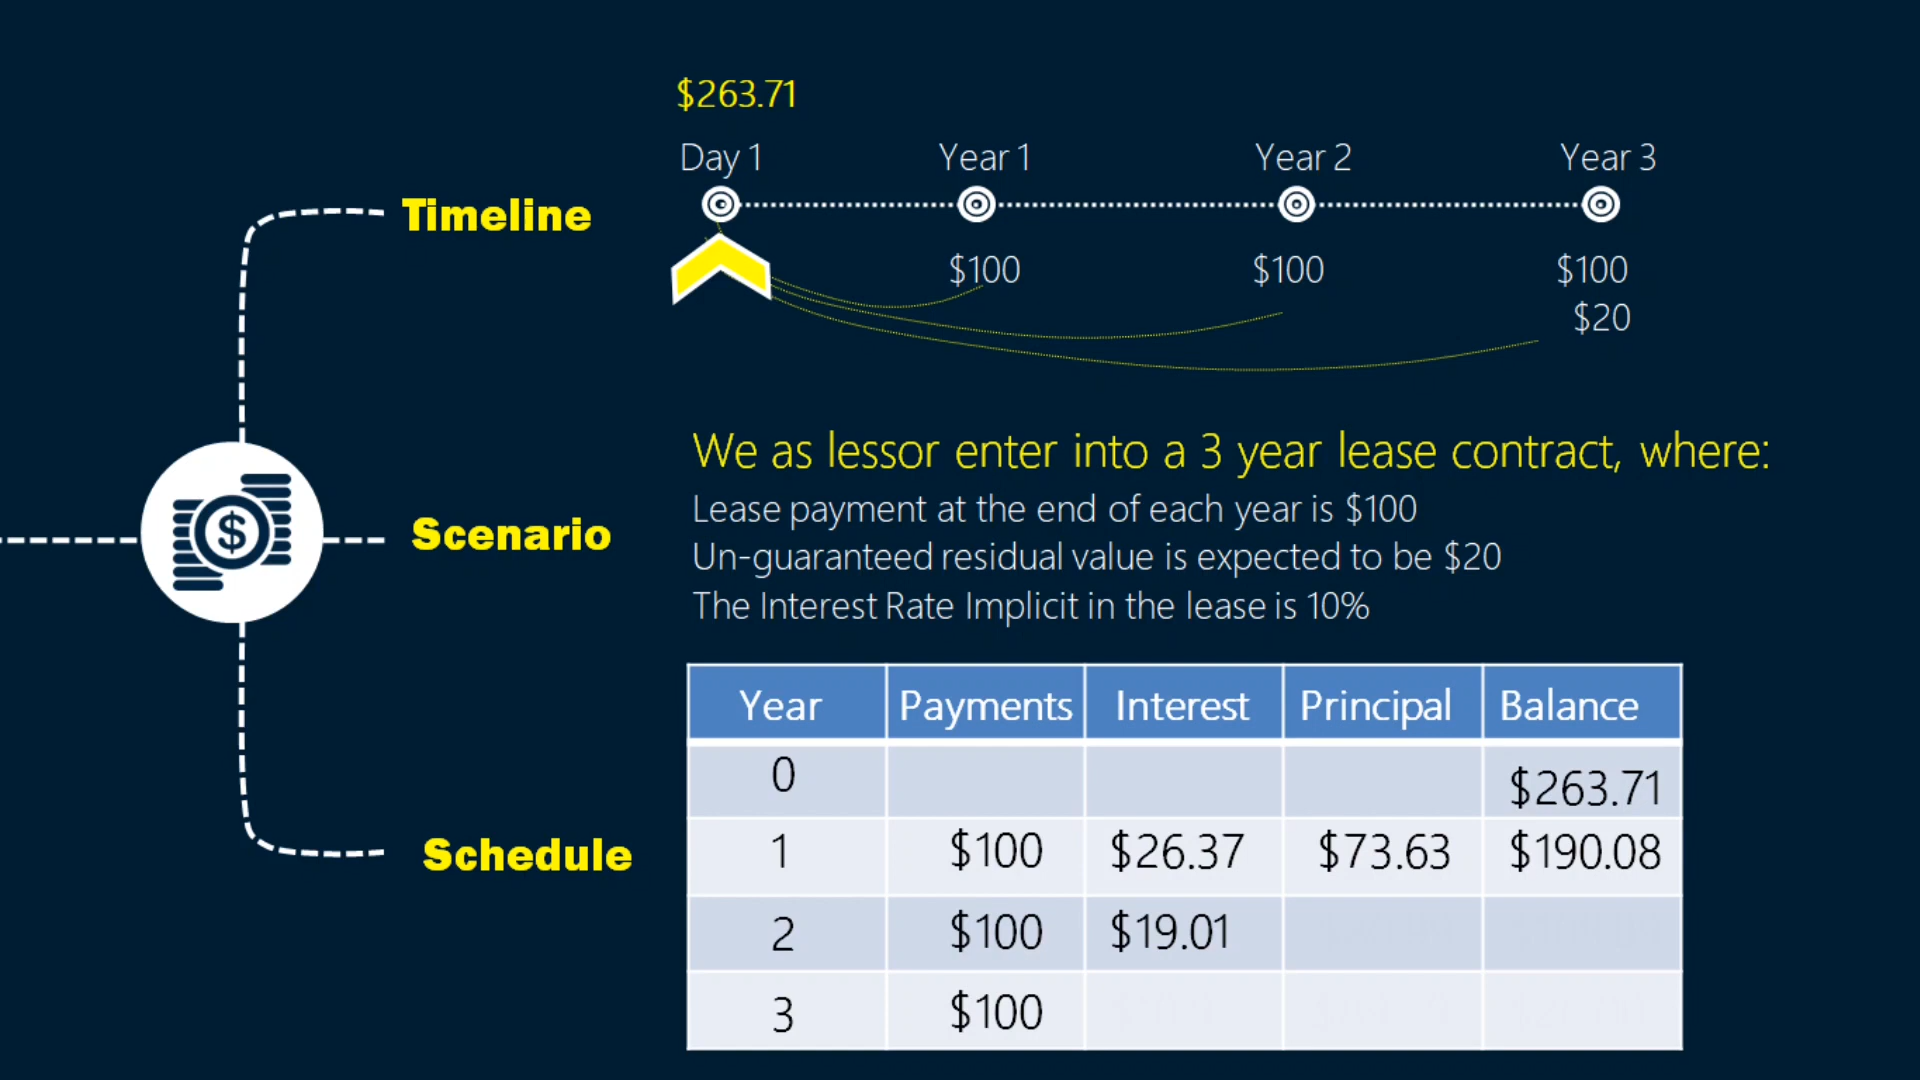 $263.71
Day 1 Year 1 Year 2 Year 3
Timeline
$100 $100 $100
$20
We as lessor enter into a 3 year lease contract, where:
Lease payment at the end of each year is $100
Scenario
Un-guaranteed residual value is expected to be $20
The Interest Rate Implicit in the lease is 10%
$
Schedule
Year Payments Interest Principal Balance
0 $263.71
1 $100 $26.37 $73.63 $190.08
2 $100 $19.01
3 $100